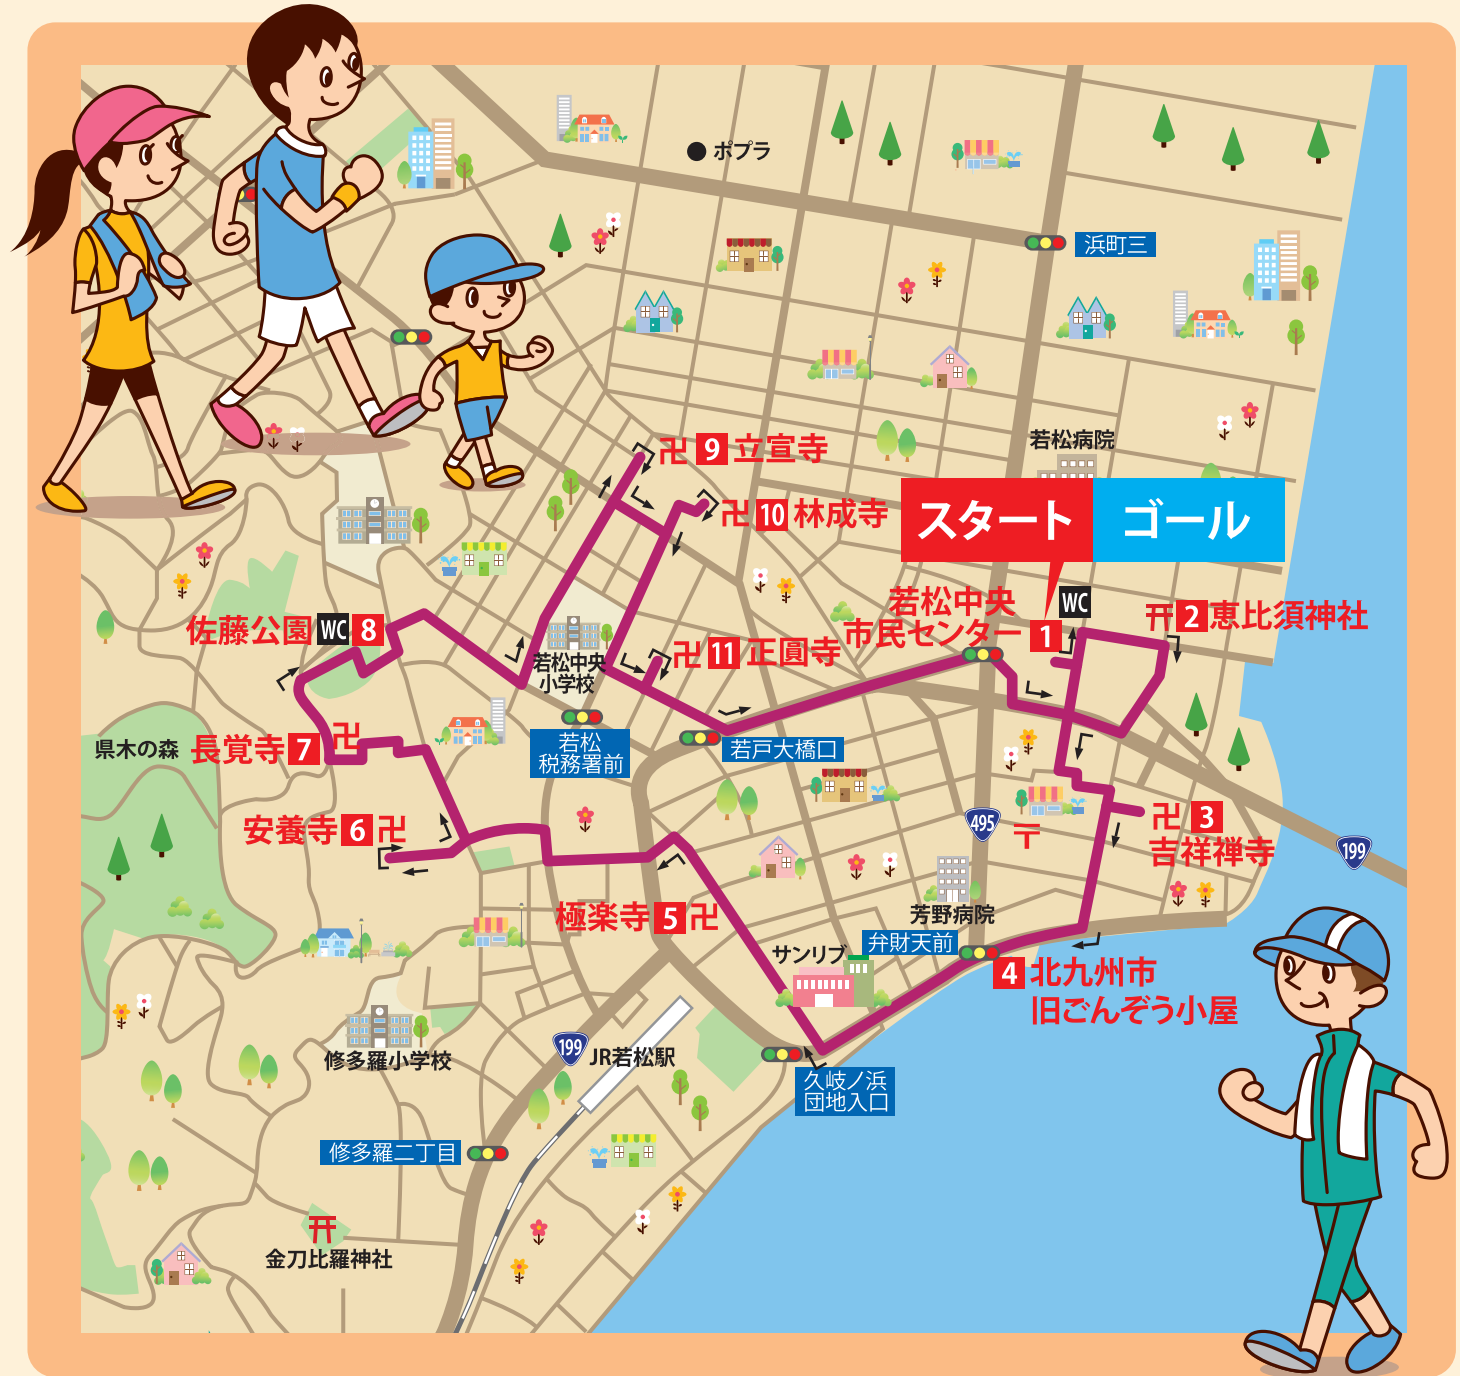 ポプラ
浜町三
若松病院
卍 9 立宣寺
卍 10 林成寺
スタート ゴール
若松中央
市民センター 1
WC
2 恵比須神社
佐藤公園 WC 8
若松中央
小学校
卍 11 正圓寺
県木の森
長覚寺 7 卍
若松
税務署前
若戸大橋口
安養寺 6 卍
495
〒
卍 3
吉祥禅寺
199
極楽寺 5 卍
芳野病院
サンリブ
弁財天前
4 北九州市
旧ごんぞう小屋
修多羅小学校
199
JR若松駅
久岐ノ浜
団地入口
修多羅二丁目
金刀比羅神社